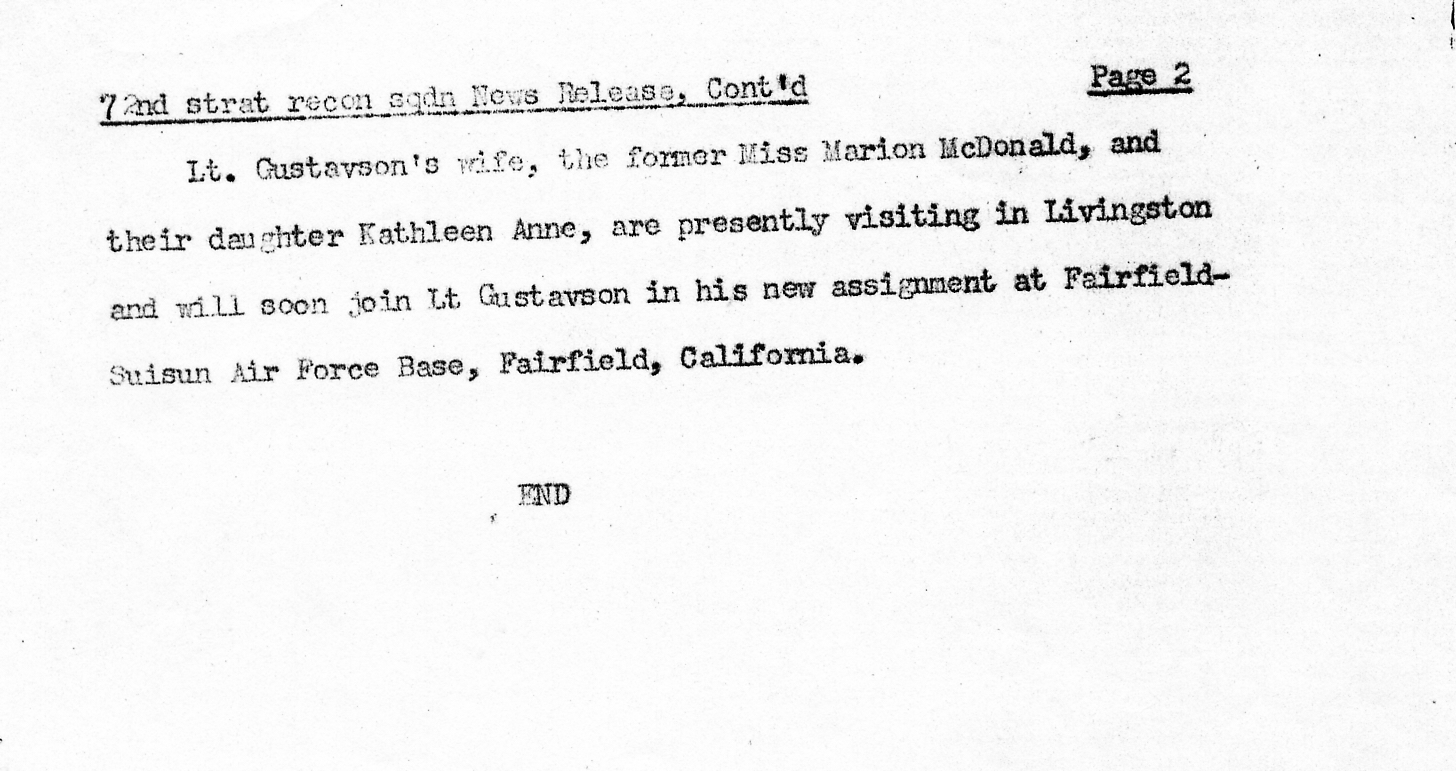 72nd strat recon sqdn News Release, Cont'd Page 2
Lt. Gustavson's wife, the former Miss Marion McDonald, and
their daughter Kathleen Anne, are presently visiting in Livingston
and will soon join Lt Gustavson in his new assignment at Fairfield-
Suisun Air Force Base, Fairfield, California.
END